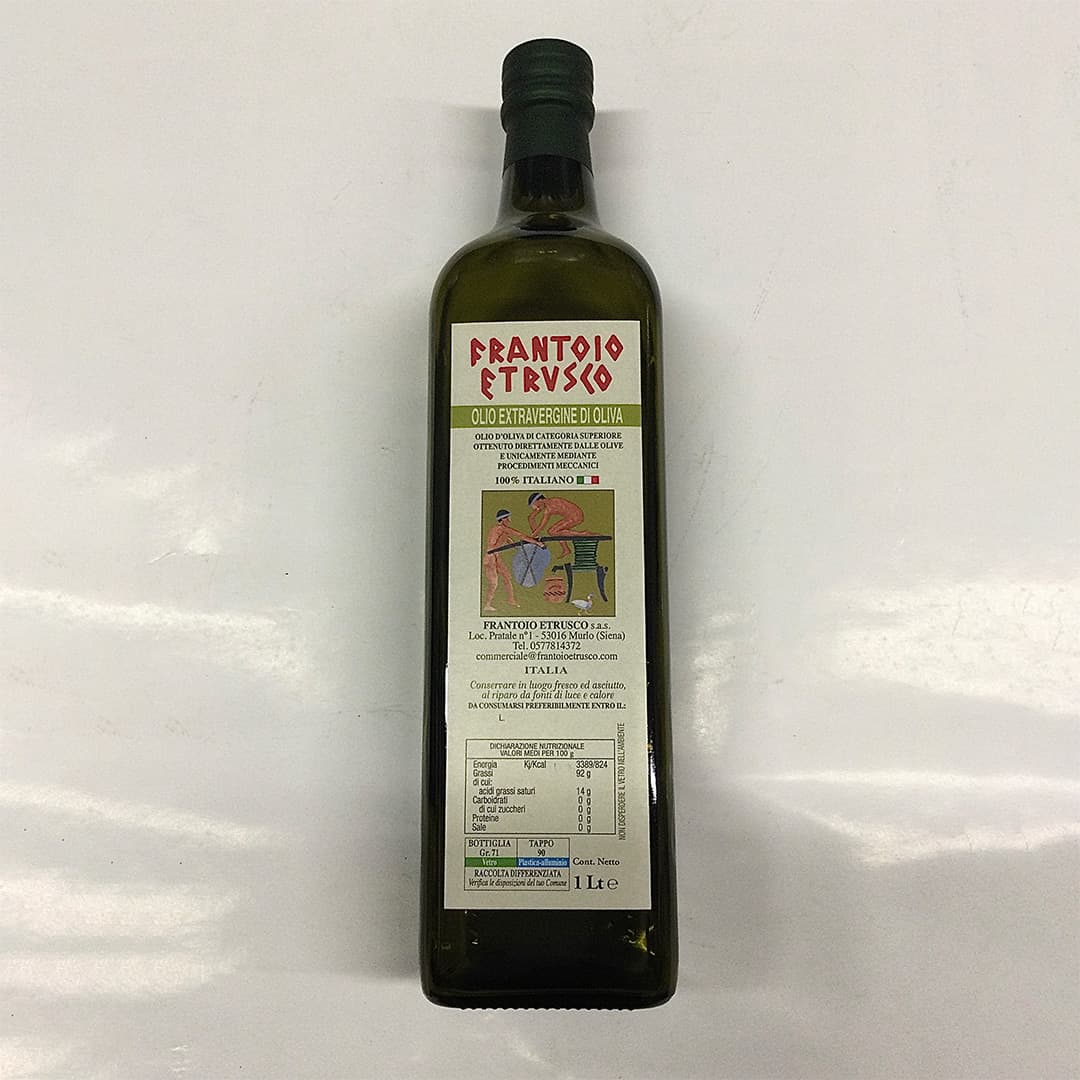 FRANTOIO
ETRVSCO
OLIO EXTRAVERGINE DI OLIVA
OLIO D'OLIVA DI CATEGORIA SUPERIORE
OTTENUTO DIRETTAMENTE DALLE OLIVE
E UNICAMENTE MEDIANTE
PROCEDIMENTI MECCANICI
100% ITALIANO
FRANTOIO ETRUSCO s.a.s.
Loc. Pratale n°1 - 53016 Murlo (Siena)
Tel. 0577814372
commerciale@frantoioetrusco.com
ITALIA
Conservare in luogo fresco ed asciutto,
al riparo da fonti di luce e calore
DA CONSUMARSI PREFERIBILMENTE ENTRO IL:
L.
DICHIARAZIONE NUTRIZIONALE
VALORI MEDI PER 100 g
Energia Kj/Kcal 3389/824
Grassi 92 g
di cui:
acidi grassi saturi 14 g
Carboidrati 0 g
di cui zuccheri 0 g
Proteine 0 g
Sale 0 g
NON DISPERDERE IL VETRO NELL'AMBIENTE
BOTTIGLIA TAPPO
Gr. 71 90
Vetro Plastica-alluminio
RACCOLTA DIFFERENZIATA
Verifica le disposizioni del tuo Comune
Cont. Netto
1 Lt ℮